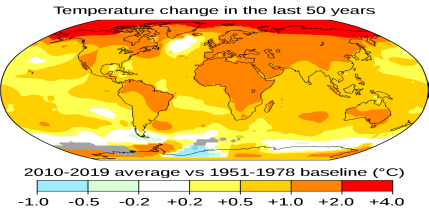 Temperature change in the last 50 years
2010-2019 average vs 1951-1978 baseline (°C)
-1.0 -0.5 -0.2 +0.2 +0.5 +1.0 +2.0 +4.0